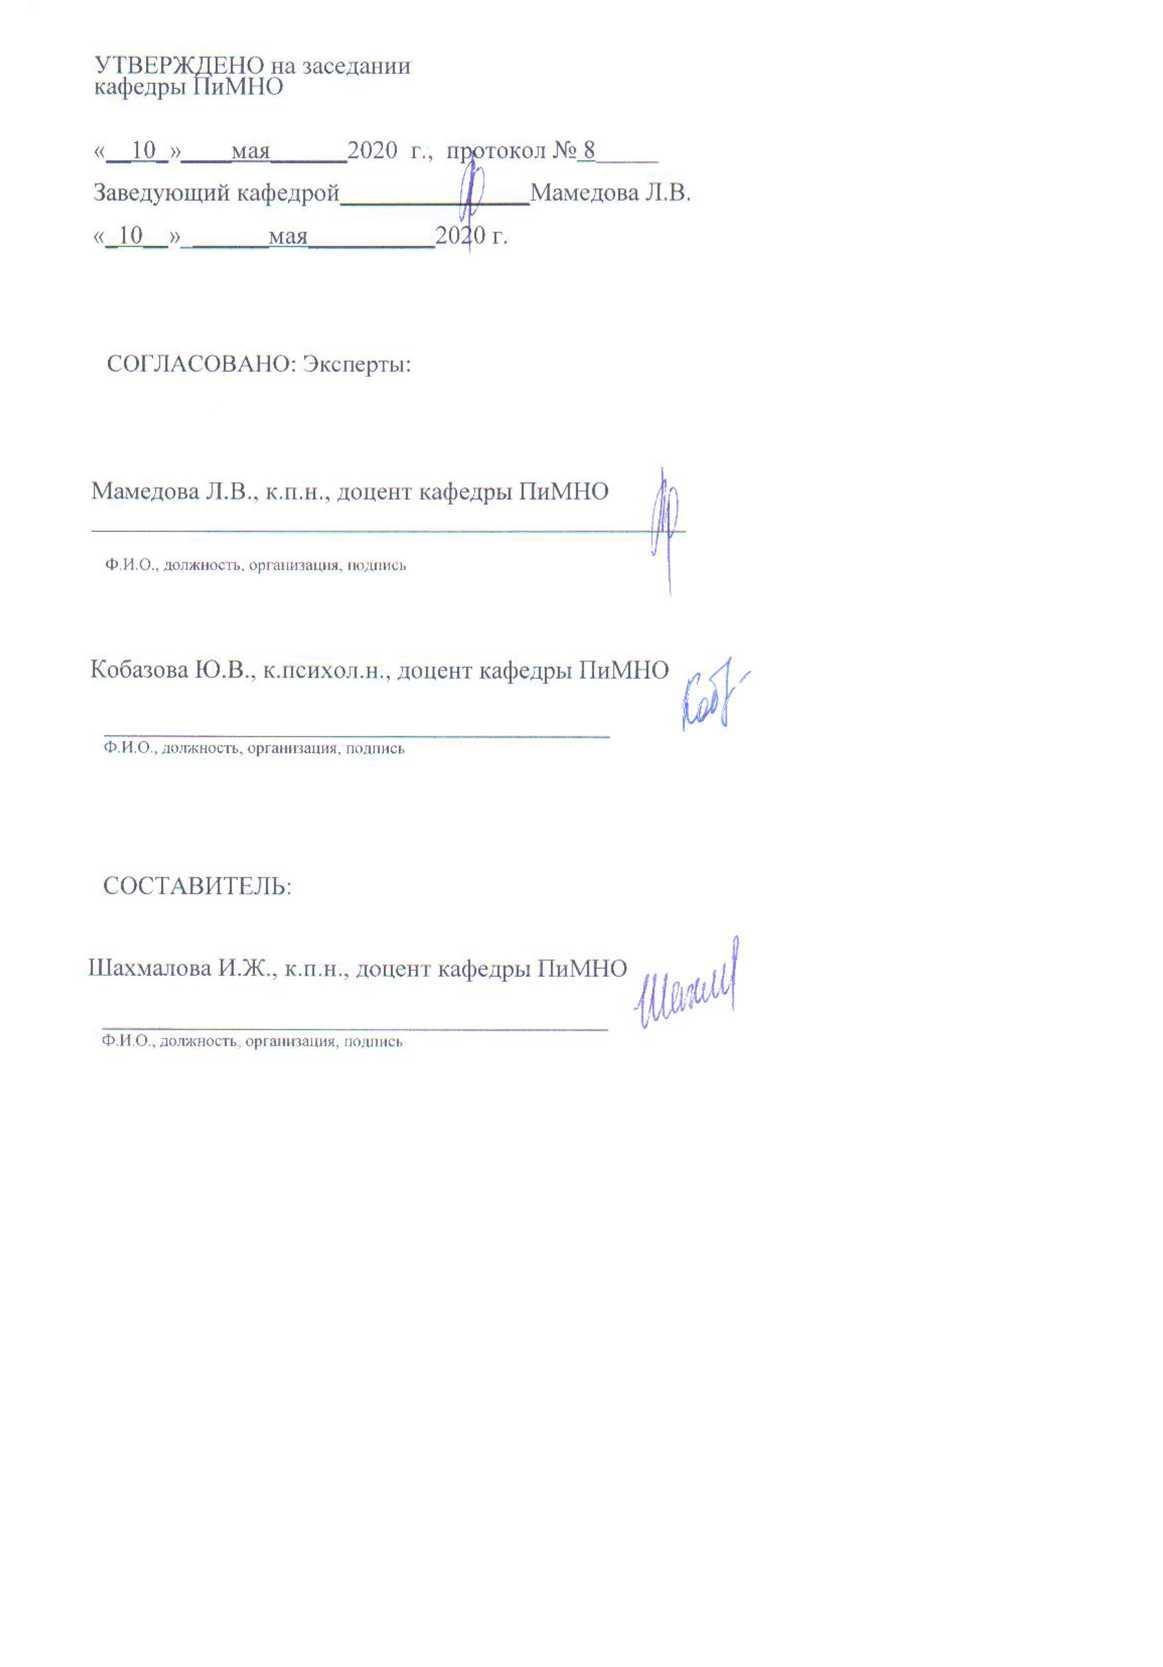 УТВЕРЖДЕНО на заседании
кафедры ПиМНО
«__10_»____мая______2020 г., протокол № 8_____
Заведующий кафедрой_______________Мамедова Л.В.
«_10__»_______мая__________2020 г.
СОГЛАСОВАНО: Эксперты:
Мамедова Л.В., к.п.н., доцент кафедры ПиМНО
Ф.И.О., должность, организация, подпись
Кобазова Ю.В., к.психол.н., доцент кафедры ПиМНО
Ф.И.О., должность, организация, подпись
СОСТАВИТЕЛЬ:
Шахмалова И.Ж., к.п.н., доцент кафедры ПиМНО
Ф.И.О., должность, организация, подпись